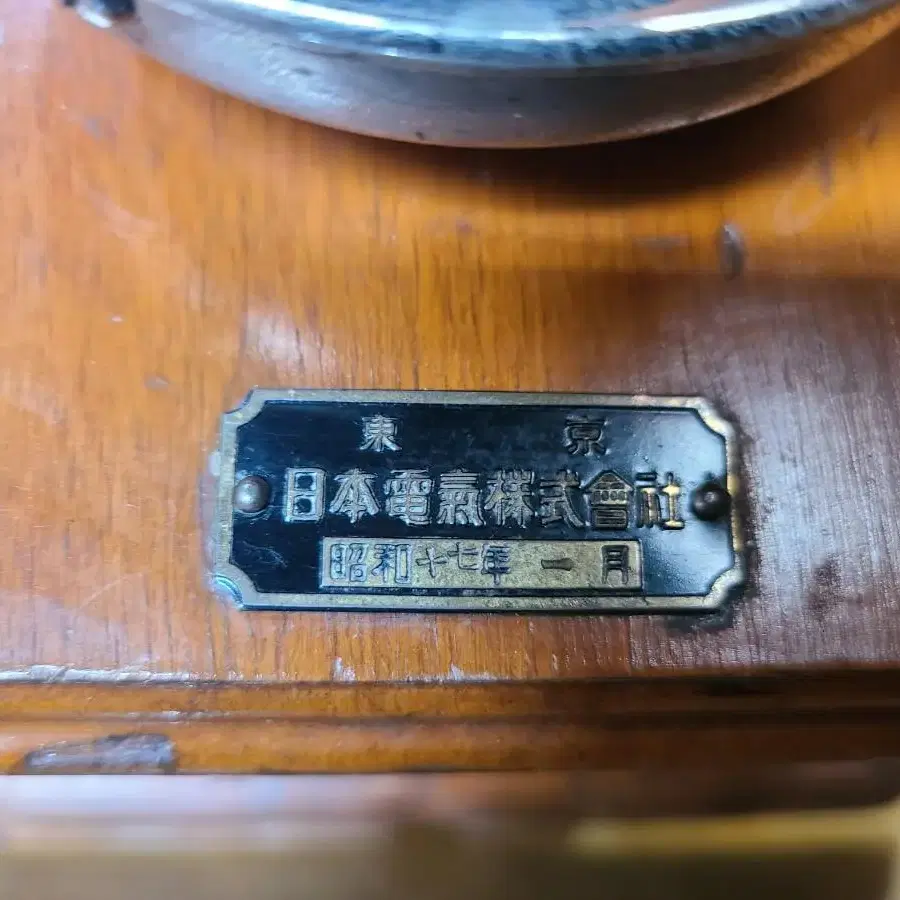 東京
日本電氣株式會社
昭和十七年一月